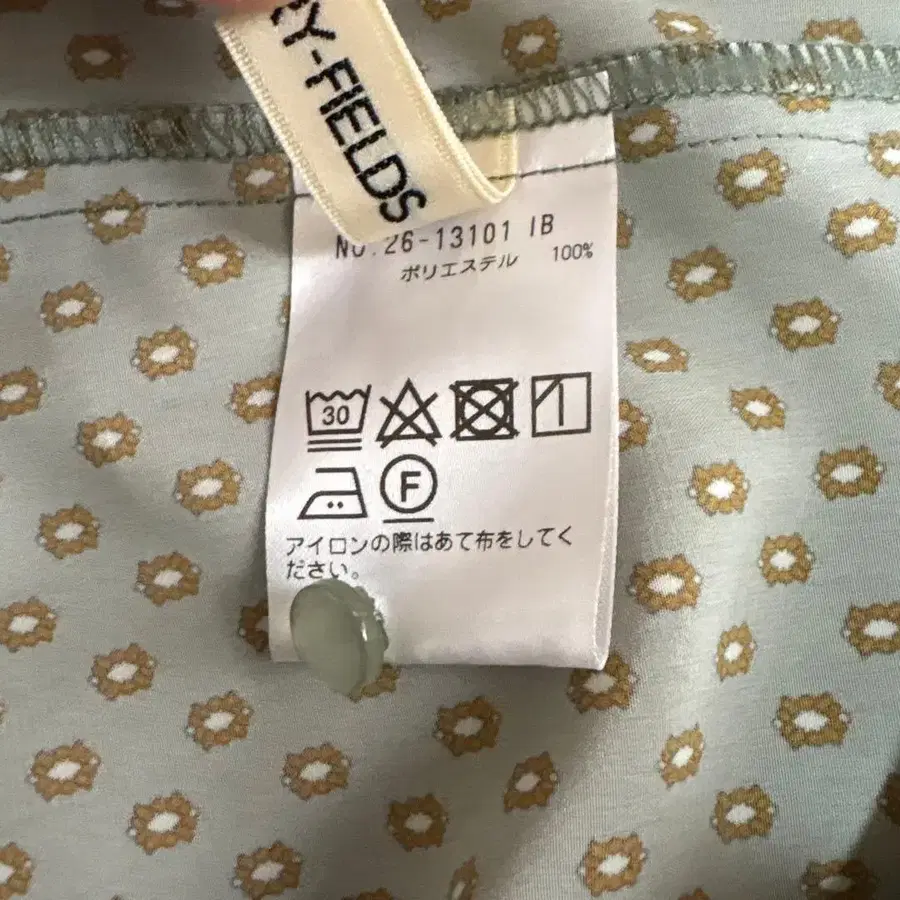 Y-FIELDS
NO.26-13101 IB
ポリエステル 100%
30
F
アイロンの際はあて布をしてく
ださい。